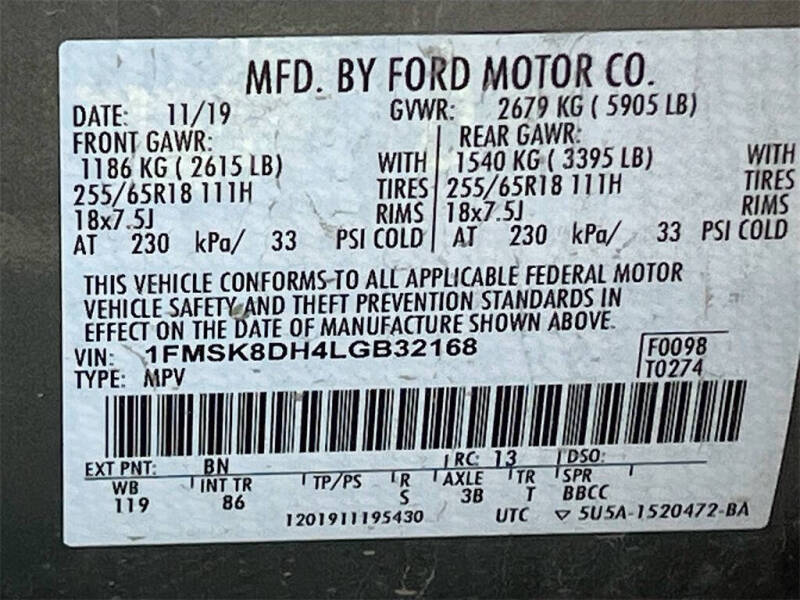 MFD. BY FORD MOTOR CO.
DATE: 11/19 GVWR: 2679 KG ( 5905 LB)
FRONT GAWR: REAR GAWR:
1186 KG ( 2615 LB) WITH 1540 KG ( 3395 LB) WITH
255/65R18 111H TIRES 255/65R18 111H TIRES
18x7.5J RIMS 18x7.5J RIMS
AT 230 kPa/ 33 PSI COLD AT 230 kPa/ 33 PSI COLD
THIS VEHICLE CONFORMS TO ALL APPLICABLE FEDERAL MOTOR
VEHICLE SAFETY AND THEFT PREVENTION STANDARDS IN
EFFECT ON THE DATE OF MANUFACTURE SHOWN ABOVE.
VIN: 1FMSK8DH4LGB32168 F0098
TYPE: MPV T0274
EXT PNT: BN RC: 13 DSO:
WB INT TR TP/PS R AXLE TR SPR
119 86 S 3B T BBCC
1201911195430 UTC ▽ 5U5A-1520472-BA